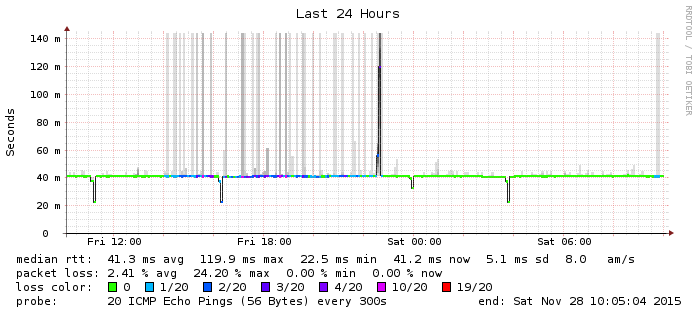 Last 24 Hours
RRDTOOL / TOBI OETIKER
Seconds
140 m
120 m
100 m
80 m
60 m
40 m
20 m
0
Fri 12:00 Fri 18:00 Sat 00:00 Sat 06:00
median rtt: 41.3 ms avg 119.9 ms max 22.5 ms min 41.2 ms now 5.1 ms sd 8.0 am/s
packet loss: 2.41 % avg 24.20 % max 0.00 % min 0.00 % now
loss color: 0 1/20 2/20 3/20 4/20 10/20 19/20
probe: 20 ICMP Echo Pings (56 Bytes) every 300s end: Sat Nov 28 10:05:04 2015